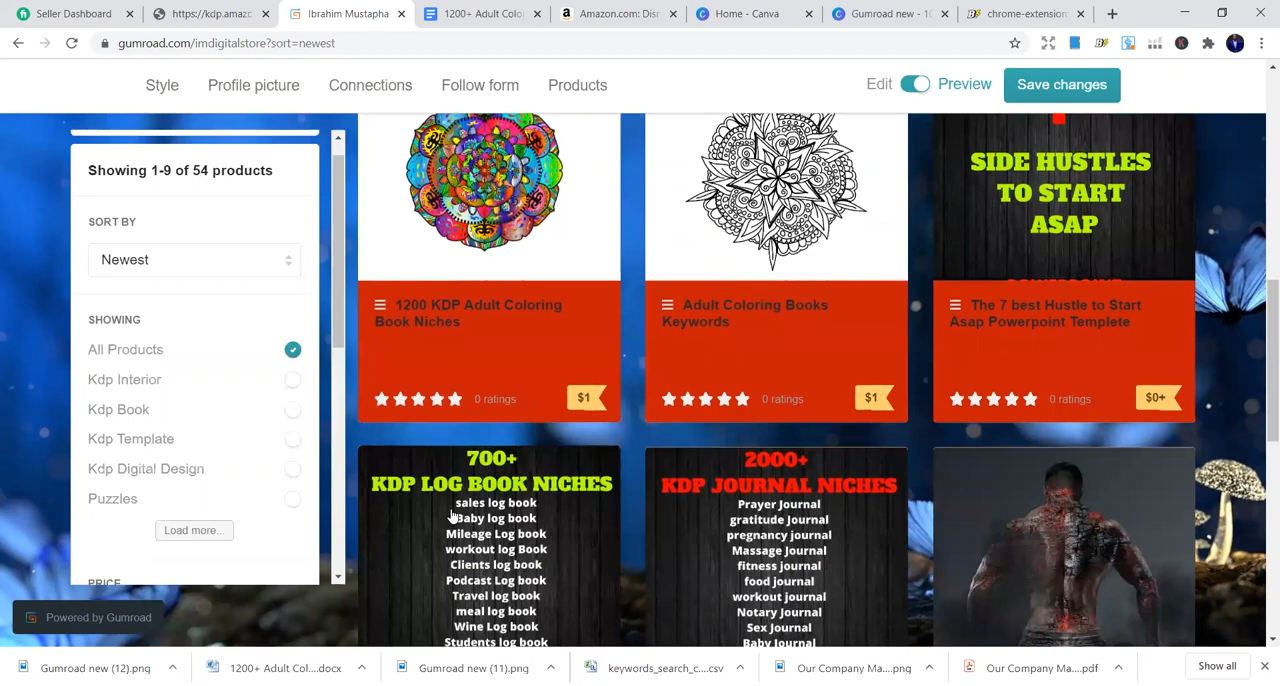 Seller Dashboard
https://kdp.amazc
Ibrahim Mustapha
1200+ Adult Colo
Amazon.com: Disn
Home - Canva
Gumroad new - 10
chrome-extension
gumroad.com/imdigitalstore?sort=newest
Style
Profile picture
Connections
Follow form
Products
Edit
Preview
Save changes
Showing 1-9 of 54 products
SORT BY
Newest
SHOWING
All Products
Kdp Interior
Kdp Book
Kdp Template
Kdp Digital Design
Puzzles
Load more...
PRICE
Powered by Gumroad
1200 KDP Adult Coloring
Book Niches
0 ratings
$1
Adult Coloring Books
Keywords
0 ratings
$1
SIDE HUSTLES
TO START
ASAP
The 7 best Hustle to Start
Asap Powerpoint Templete
0 ratings
$0+
700+
KDP LOG BOOK NICHES
sales log book
Baby log book
Mileage Log book
workout log Book
Clients log book
Podcast Log book
Travel log book
meal log book
Wine Log book
Students log book
2000+
KDP JOURNAL NICHES
Prayer Journal
gratitude Journal
pregnancy journal
Massage Journal
fitness journal
food journal
workout journal
Notary Journal
Sex Journal
Baby Journal
Gumroad new (12).png
1200+ Adult Col....docx
Gumroad new (11).png
keywords_search_c....csv
Our Company Ma....png
Our Company Ma....pdf
Show all